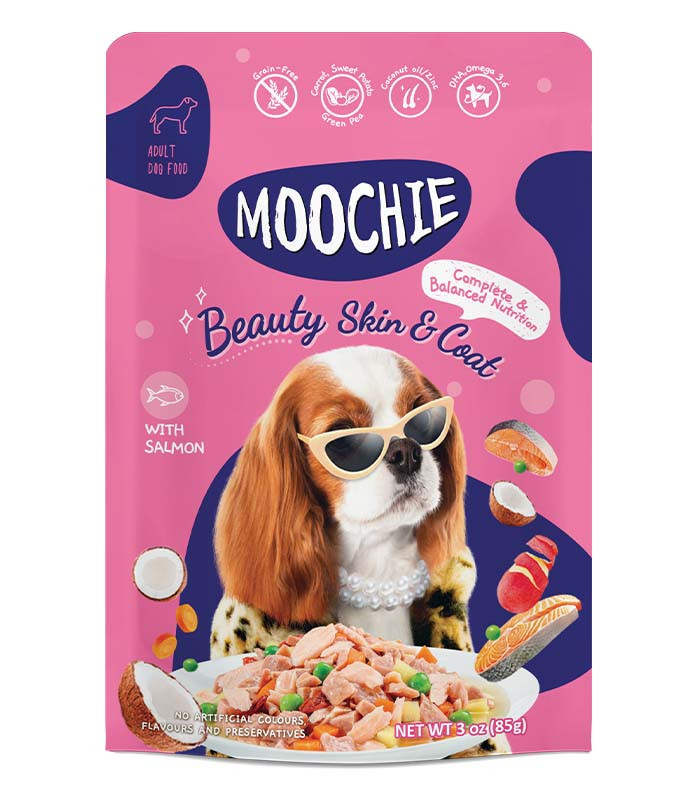 Grain-Free
Carrot, Sweet Potato
Green Pea
Coconut oil/Zinc
DHA, Omega 3,6
ADULT
DOG FOOD
MOOCHIE
Complete &
Balanced Nutrition
Beauty Skin & Coat
WITH
SALMON
NO ARTIFICIAL COLOURS,
FLAVOURS AND PRESERVATIVES
NET WT 3 oz (85g)